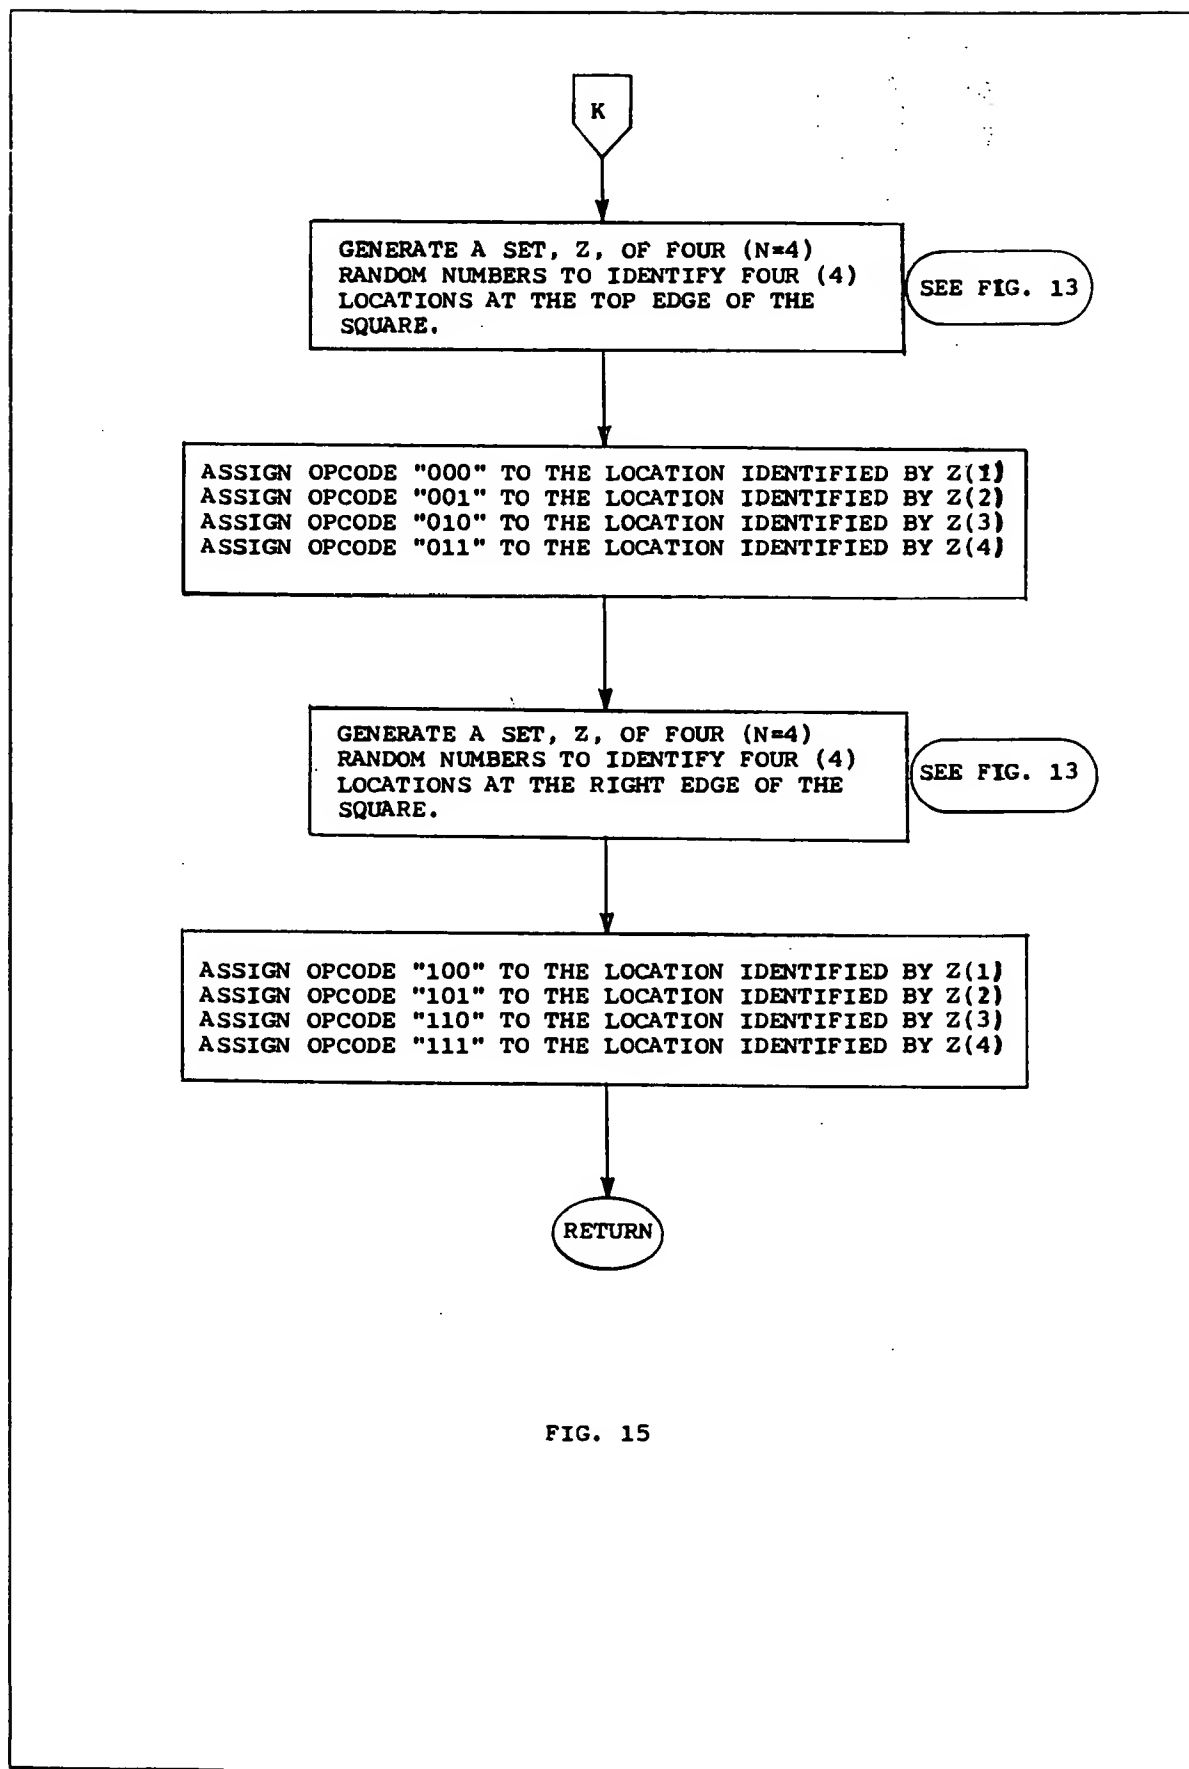 K
GENERATE A SET, Z, OF FOUR (N=4)
RANDOM NUMBERS TO IDENTIFY FOUR (4)
LOCATIONS AT THE TOP EDGE OF THE
SQUARE.
SEE FIG. 13
ASSIGN OPCODE "000" TO THE LOCATION IDENTIFIED BY Z(1)
ASSIGN OPCODE "001" TO THE LOCATION IDENTIFIED BY Z(2)
ASSIGN OPCODE "010" TO THE LOCATION IDENTIFIED BY Z(3)
ASSIGN OPCODE "011" TO THE LOCATION IDENTIFIED BY Z(4)
GENERATE A SET, Z, OF FOUR (N=4)
RANDOM NUMBERS TO IDENTIFY FOUR (4)
LOCATIONS AT THE RIGHT EDGE OF THE
SQUARE.
SEE FIG. 13
ASSIGN OPCODE "100" TO THE LOCATION IDENTIFIED BY Z(1)
ASSIGN OPCODE "101" TO THE LOCATION IDENTIFIED BY Z(2)
ASSIGN OPCODE "110" TO THE LOCATION IDENTIFIED BY Z(3)
ASSIGN OPCODE "111" TO THE LOCATION IDENTIFIED BY Z(4)
RETURN
FIG. 15